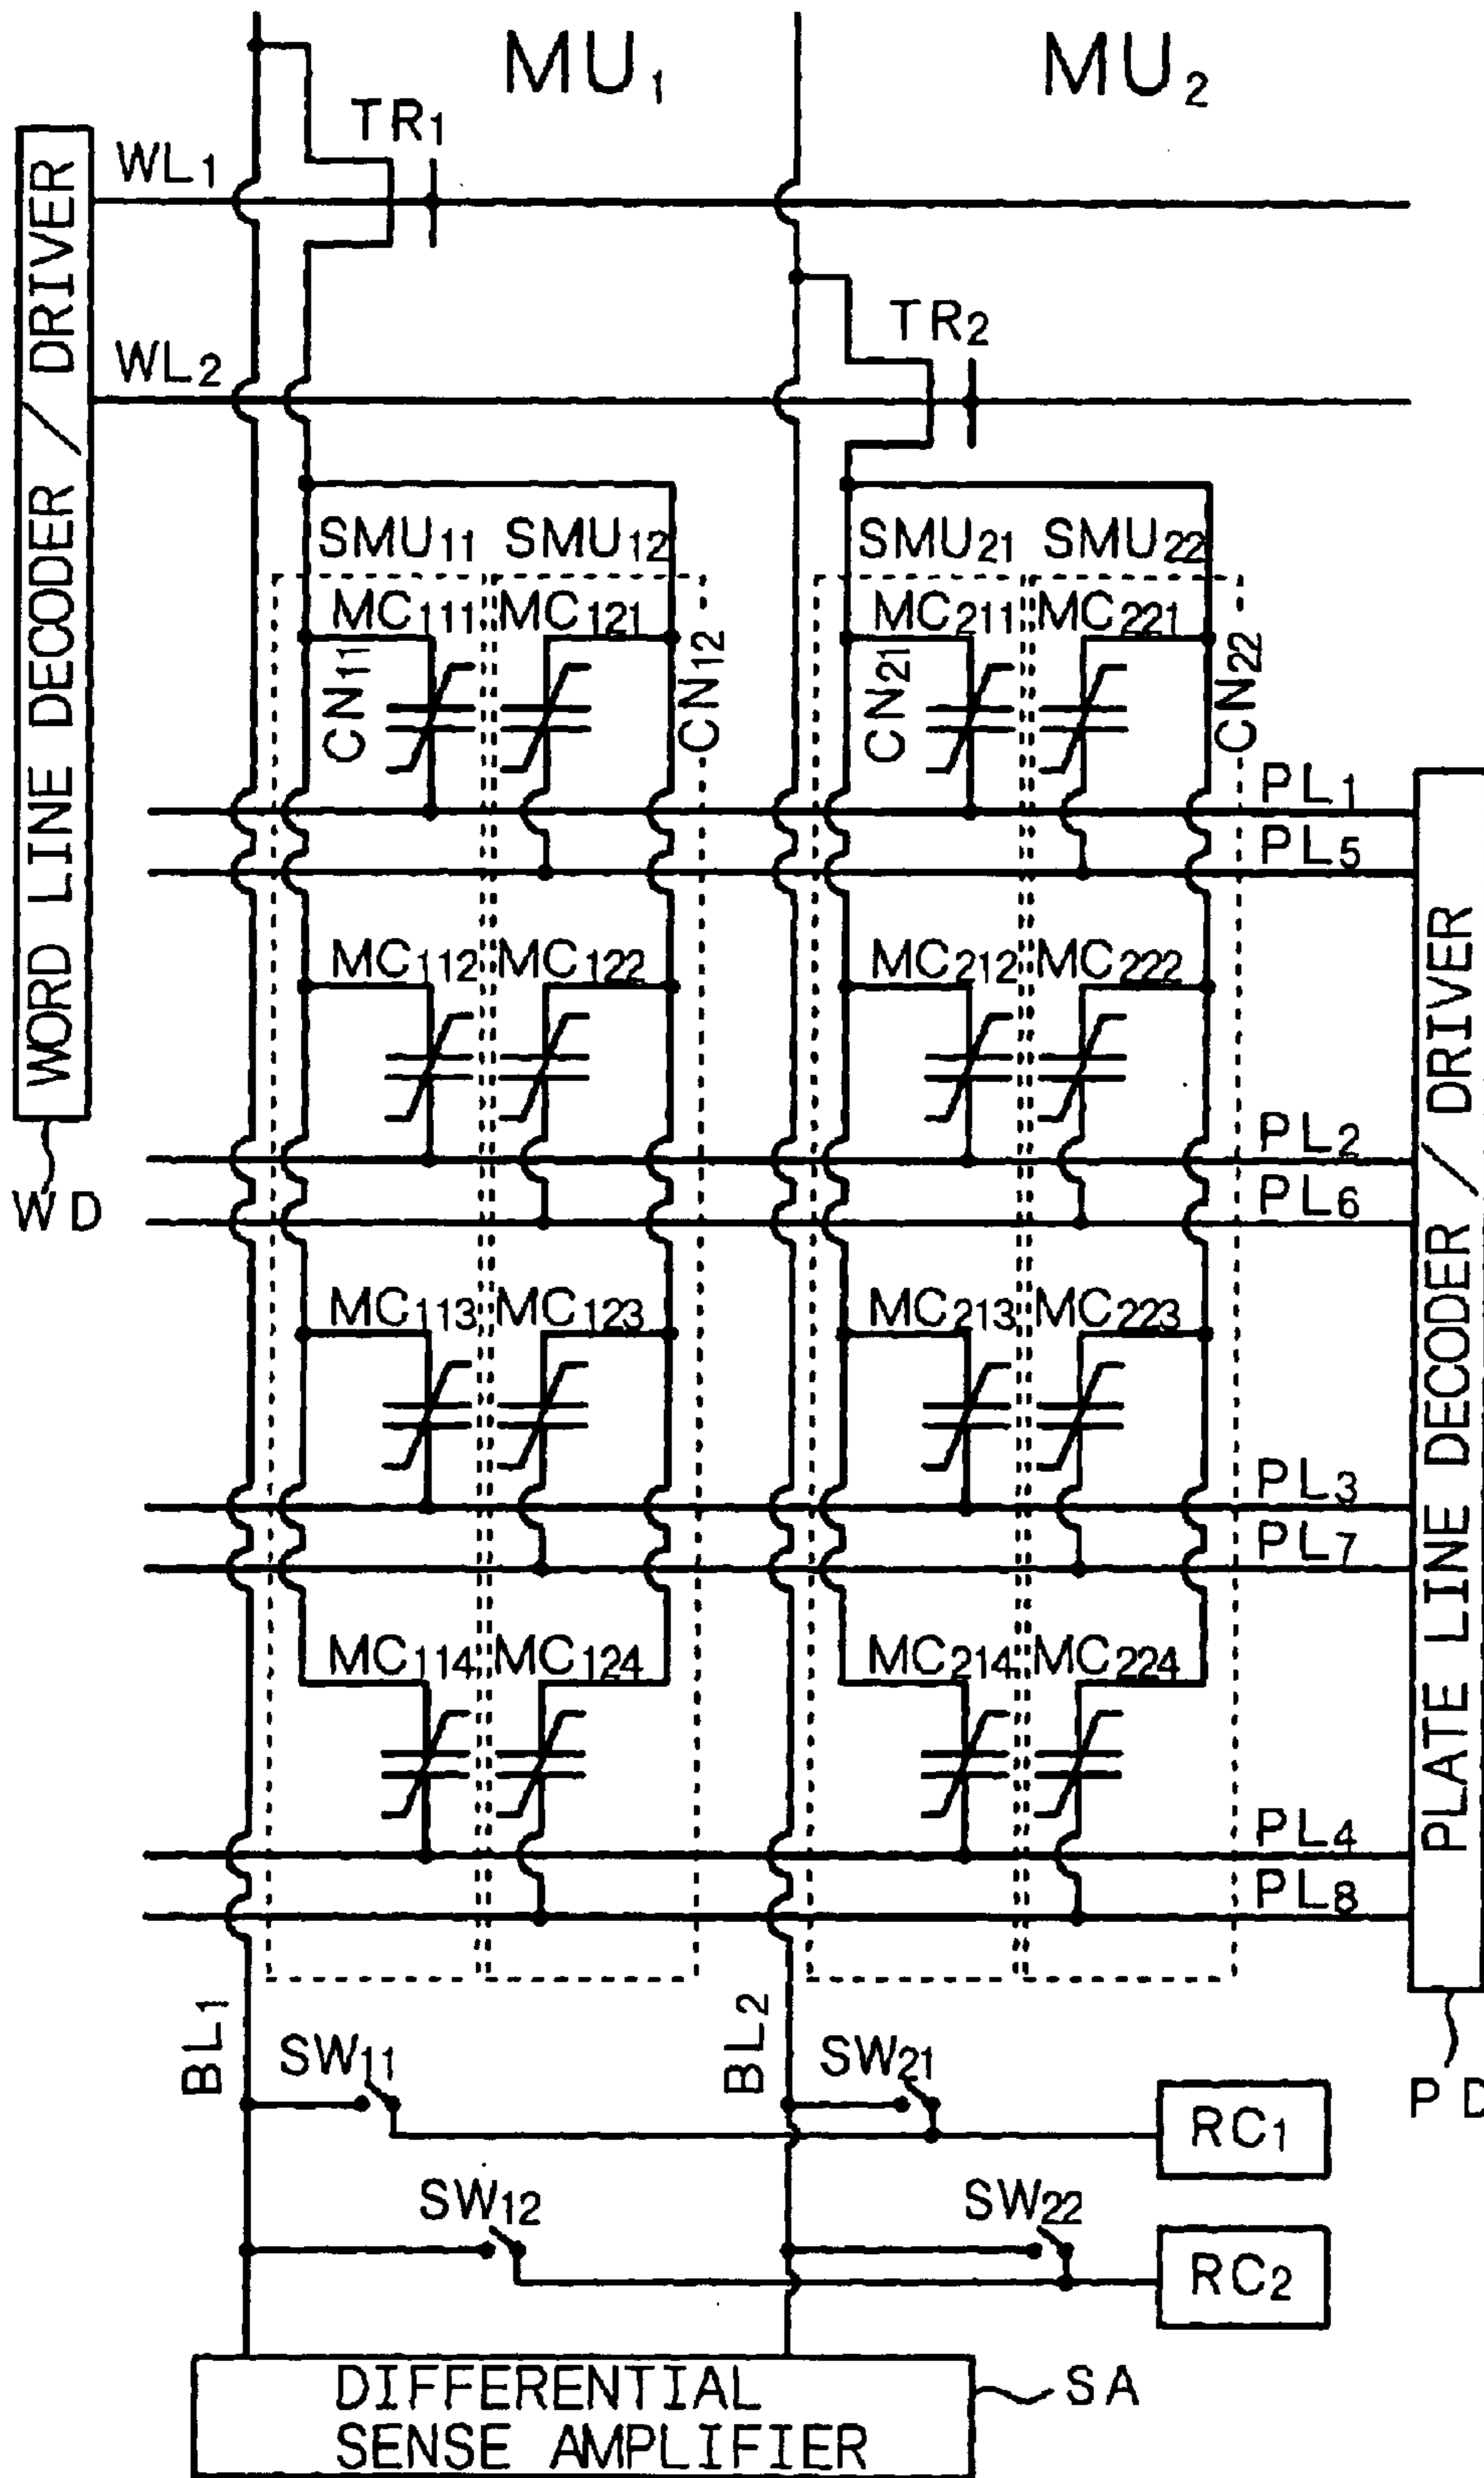 MU1 MU2
TR1
WL1
TR2
WL2
WORD LINE DECODER / DRIVER
WD
SMU11 SMU12 SMU21 SMU22
MC111 MC121 MC211 MC221
CN11 CN12 CN21 CN22
PL1
PL5
MC112 MC122 MC212 MC222
PL2
PL6
MC113 MC123 MC213 MC223
PL3
PL7
MC114 MC124 MC214 MC224
PL4
PL8
PLATE LINE DECODER / DRIVER
PD
BL1 BL2
SW11 SW21
RC1
SW12 SW22
RC2
DIFFERENTIAL
SENSE AMPLIFIER
SA